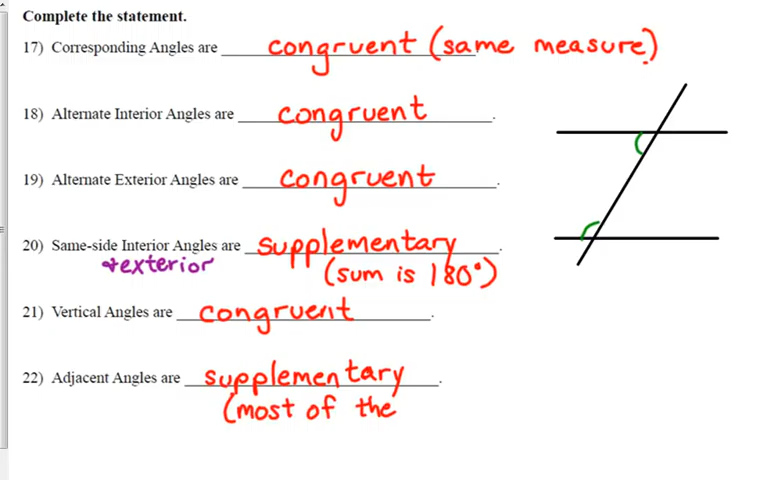 Complete the statement.
17) Corresponding Angles are congruent (same measure).
18) Alternate Interior Angles are congruent.
19) Alternate Exterior Angles are congruent.
20) Same-side Interior Angles are supplementary.
+exterior (sum is 180°)
21) Vertical Angles are congruent.
22) Adjacent Angles are supplementary.
(most of the